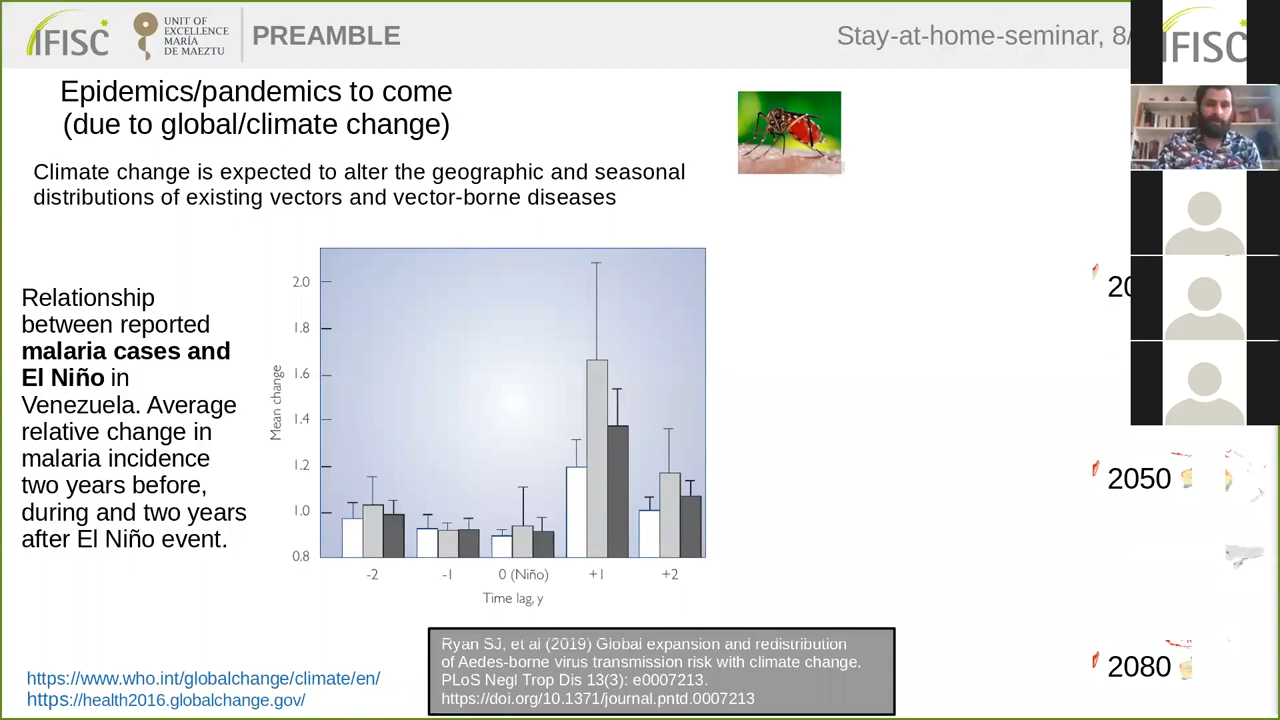 IFISC
UNIT OF
EXCELLENCE
MARÍA
DE MAEZTU
PREAMBLE
Stay-at-home-seminar, 8/
IFISC
Epidemics/pandemics to come
(due to global/climate change)
Climate change is expected to alter the geographic and seasonal
distributions of existing vectors and vector-borne diseases
Relationship
between reported
malaria cases and
El Niño in
Venezuela. Average
relative change in
malaria incidence
two years before,
during and two years
after El Niño event.
Mean change
2.0
1.8
1.6
1.4
1.2
1.0
0.8
-2
-1
0 (Niño)
+1
+2
Time lag, y
20
2050
2080
https://www.who.int/globalchange/climate/en/
https://health2016.globalchange.gov/
Ryan SJ, et al (2019) Global expansion and redistribution
of Aedes-borne virus transmission risk with climate change.
PLoS Negl Trop Dis 13(3): e0007213.
https://doi.org/10.1371/journal.pntd.0007213